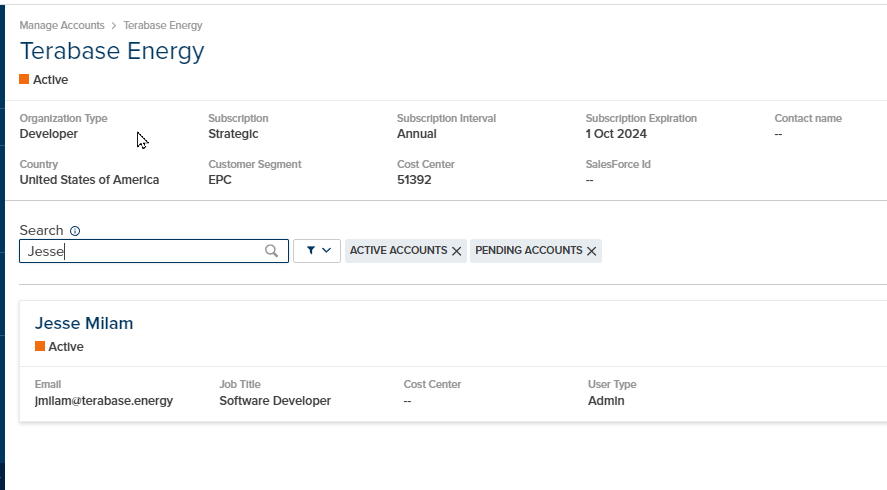 Manage Accounts > Terabase Energy
Terabase Energy
Active
Organization Type Subscription Subscription Interval Subscription Expiration Contact name
Developer Strategic Annual 1 Oct 2024 --
Country Customer Segment Cost Center SalesForce Id
United States of America EPC 51392 --
Search
Jesse ACTIVE ACCOUNTS PENDING ACCOUNTS
Jesse Milam
Active
Email Job Title Cost Center User Type
jmilam@terabase.energy Software Developer -- Admin